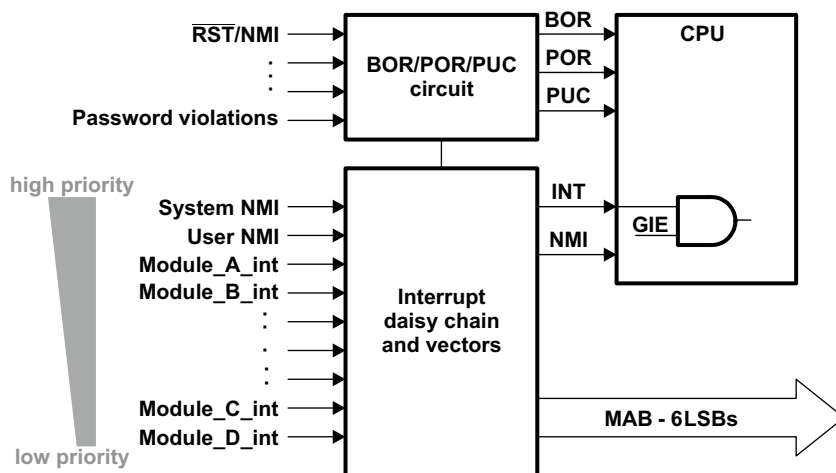 RST/NMI
BOR/POR/PUC
circuit
BOR
POR
PUC
CPU
Password violations
high priority
System NMI
User NMI
Module_A_int
Module_B_int
Interrupt
daisy chain
and vectors
INT
GIE
NMI
Module_C_int
Module_D_int
low priority
MAB - 6LSBs